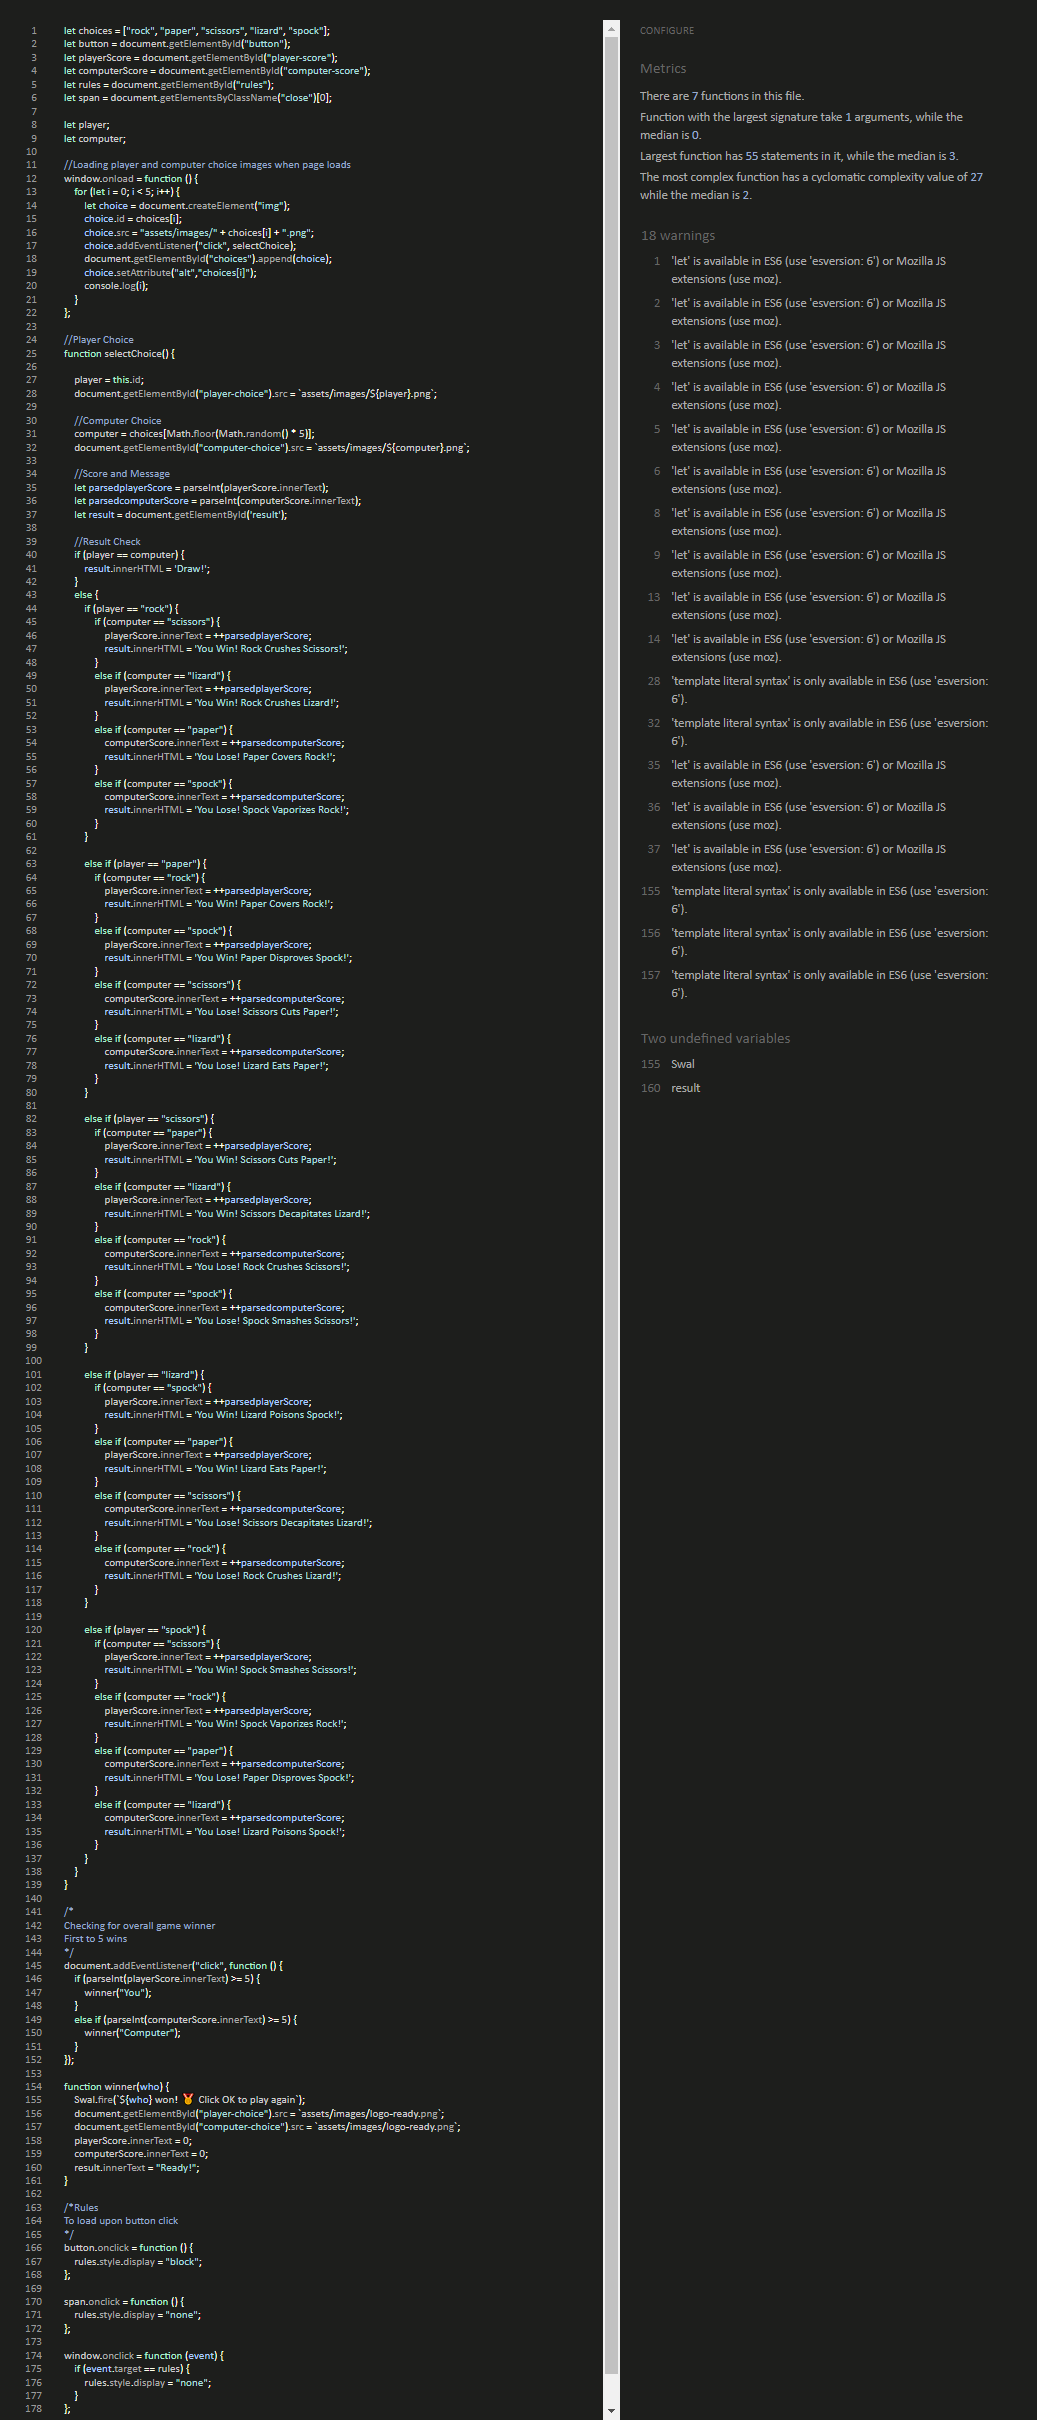 1 let choices = ["rock", "paper", "scissors", "lizard", "spock"];
2 let button = document.getElementById("button");
3 let playerScore = document.getElementById("player-score");
4 let computerScore = document.getElementById("computer-score");
5 let rules = document.getElementById("rules");
6 let span = document.getElementsByClassName("close")[0];
7
8 let player;
9 let computer;
10
11 //Loading player and computer choice images when page loads
12 window.onload = function () {
13 for (let i = 0; i < 5; i++) {
14 let choice = document.createElement("img");
15 choice.id = choices[i];
16 choice.src = "assets/images/" + choices[i] + ".png";
17 choice.addEventListener("click", selectChoice);
18 document.getElementById("choices").append(choice);
19 choice.setAttribute("alt","choices[i]");
20 console.log(i);
21 }
22 };
23
24 //Player Choice
25 function selectChoice() {
26
27 player = this.id;
28 document.getElementById("player-choice").src = `assets/images/${player}.png`;
29
30 //Computer Choice
31 computer = choices[Math.floor(Math.random() * 5)];
32 document.getElementById("computer-choice").src = `assets/images/${computer}.png`;
33
34 //Score and Message
35 let parsedplayerScore = parseInt(playerScore.innerText);
36 let parsedcomputerScore = parseInt(computerScore.innerText);
37 let result = document.getElementById('result');
38
39 //Result Check
40 if (player == computer) {
41 result.innerHTML = 'Draw!';
42 }
43 else {
44 if (player == "rock") {
45 if (computer == "scissors") {
46 playerScore.innerText = ++parsedplayerScore;
47 result.innerHTML = 'You Win! Rock Crushes Scissors!';
48 }
49 else if (computer == "lizard") {
50 playerScore.innerText = ++parsedplayerScore;
51 result.innerHTML = 'You Win! Rock Crushes Lizard!';
52 }
53 else if (computer == "paper") {
54 computerScore.innerText = ++parsedcomputerScore;
55 result.innerHTML = 'You Lose! Paper Covers Rock!';
56 }
57 else if (computer == "spock") {
58 computerScore.innerText = ++parsedcomputerScore;
59 result.innerHTML = 'You Lose! Spock Vaporizes Rock!';
60 }
61 }
62
63 else if (player == "paper") {
64 if (computer == "rock") {
65 playerScore.innerText = ++parsedplayerScore;
66 result.innerHTML = 'You Win! Paper Covers Rock!';
67 }
68 else if (computer == "spock") {
69 playerScore.innerText = ++parsedplayerScore;
70 result.innerHTML = 'You Win! Paper Disproves Spock!';
71 }
72 else if (computer == "scissors") {
73 computerScore.innerText = ++parsedcomputerScore;
74 result.innerHTML = 'You Lose! Scissors Cuts Paper!';
75 }
76 else if (computer == "lizard") {
77 computerScore.innerText = ++parsedcomputerScore;
78 result.innerHTML = 'You Lose! Lizard Eats Paper!';
79 }
80 }
81
82 else if (player == "scissors") {
83 if (computer == "paper") {
84 playerScore.innerText = ++parsedplayerScore;
85 result.innerHTML = 'You Win! Scissors Cuts Paper!';
86 }
87 else if (computer == "lizard") {
88 playerScore.innerText = ++parsedplayerScore;
89 result.innerHTML = 'You Win! Scissors Decapitates Lizard!';
90 }
91 else if (computer == "rock") {
92 computerScore.innerText = ++parsedcomputerScore;
93 result.innerHTML = 'You Lose! Rock Crushes Scissors!';
94 }
95 else if (computer == "spock") {
96 computerScore.innerText = ++parsedcomputerScore;
97 result.innerHTML = 'You Lose! Spock Smashes Scissors!';
98 }
99 }
100
101 else if (player == "lizard") {
102 if (computer == "spock") {
103 playerScore.innerText = ++parsedplayerScore;
104 result.innerHTML = 'You Win! Lizard Poisons Spock!';
105 }
106 else if (computer == "paper") {
107 playerScore.innerText = ++parsedplayerScore;
108 result.innerHTML = 'You Win! Lizard Eats Paper!';
109 }
110 else if (computer == "scissors") {
111 computerScore.innerText = ++parsedcomputerScore;
112 result.innerHTML = 'You Lose! Scissors Decapitates Lizard!';
113 }
114 else if (computer == "rock") {
115 computerScore.innerText = ++parsedcomputerScore;
116 result.innerHTML = 'You Lose! Rock Crushes Lizard!';
117 }
118 }
119
120 else if (player == "spock") {
121 if (computer == "scissors") {
122 playerScore.innerText = ++parsedplayerScore;
123 result.innerHTML = 'You Win! Spock Smashes Scissors!';
124 }
125 else if (computer == "rock") {
126 playerScore.innerText = ++parsedplayerScore;
127 result.innerHTML = 'You Win! Spock Vaporizes Rock!';
128 }
129 else if (computer == "paper") {
130 computerScore.innerText = ++parsedcomputerScore;
131 result.innerHTML = 'You Lose! Paper Disproves Spock!';
132 }
133 else if (computer == "lizard") {
134 computerScore.innerText = ++parsedcomputerScore;
135 result.innerHTML = 'You Lose! Lizard Poisons Spock!';
136 }
137 }
138 }
139 }
140
141 /*
142 Checking for overall game winner
143 First to 5 wins
144 */
145 document.addEventListener("click", function () {
146 if (parseInt(playerScore.innerText) >= 5) {
147 winner("You");
148 }
149 else if (parseInt(computerScore.innerText) >= 5) {
150 winner("Computer");
151 }
152 });
153
154 function winner(who) {
155 Swal.fire(`${who} won! 🏅 Click OK to play again`);
156 document.getElementById("player-choice").src = `assets/images/logo-ready.png`;
157 document.getElementById("computer-choice").src = `assets/images/logo-ready.png`;
158 playerScore.innerText = 0;
159 computerScore.innerText = 0;
160 result.innerText = "Ready!";
161 }
162
163 /*Rules
164 To load upon button click
165 */
166 button.onclick = function () {
167 rules.style.display = "block";
168 };
169
170 span.onclick = function () {
171 rules.style.display = "none";
172 };
173
174 window.onclick = function (event) {
175 if (event.target == rules) {
176 rules.style.display = "none";
177 }
178 };
CONFIGURE
Metrics
There are 7 functions in this file.
Function with the largest signature take 1 arguments, while the
median is 0.
Largest function has 55 statements in it, while the median is 3.
The most complex function has a cyclomatic complexity value of 27
while the median is 2.
18 warnings
1 'let' is available in ES6 (use 'esversion: 6') or Mozilla JS
extensions (use moz).
2 'let' is available in ES6 (use 'esversion: 6') or Mozilla JS
extensions (use moz).
3 'let' is available in ES6 (use 'esversion: 6') or Mozilla JS
extensions (use moz).
4 'let' is available in ES6 (use 'esversion: 6') or Mozilla JS
extensions (use moz).
5 'let' is available in ES6 (use 'esversion: 6') or Mozilla JS
extensions (use moz).
6 'let' is available in ES6 (use 'esversion: 6') or Mozilla JS
extensions (use moz).
8 'let' is available in ES6 (use 'esversion: 6') or Mozilla JS
extensions (use moz).
9 'let' is available in ES6 (use 'esversion: 6') or Mozilla JS
extensions (use moz).
13 'let' is available in ES6 (use 'esversion: 6') or Mozilla JS
extensions (use moz).
14 'let' is available in ES6 (use 'esversion: 6') or Mozilla JS
extensions (use moz).
28 'template literal syntax' is only available in ES6 (use 'esversion:
6').
32 'template literal syntax' is only available in ES6 (use 'esversion:
6').
35 'let' is available in ES6 (use 'esversion: 6') or Mozilla JS
extensions (use moz).
36 'let' is available in ES6 (use 'esversion: 6') or Mozilla JS
extensions (use moz).
37 'let' is available in ES6 (use 'esversion: 6') or Mozilla JS
extensions (use moz).
155 'template literal syntax' is only available in ES6 (use 'esversion:
6').
156 'template literal syntax' is only available in ES6 (use 'esversion:
6').
157 'template literal syntax' is only available in ES6 (use 'esversion:
6').
Two undefined variables
155 Swal
160 result